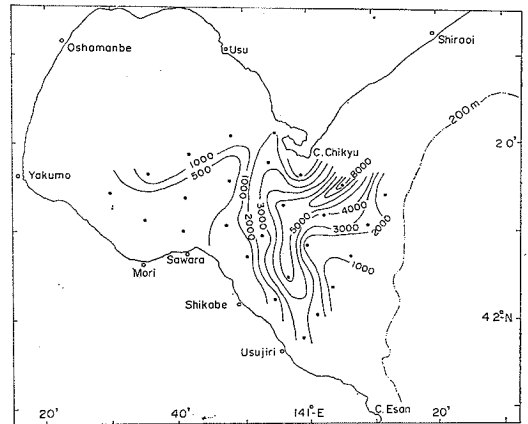 Oshamanbe
Usu
Shiraoi
200m
20'
C. Chikyu
Yakumo
1000
500
1000
2000
3000
8000
5000
4000
3000
2000
1000
Mori
Sawara
Shikabe
42°N
Usujiri
C. Esan
20'
40'
141°E
20'